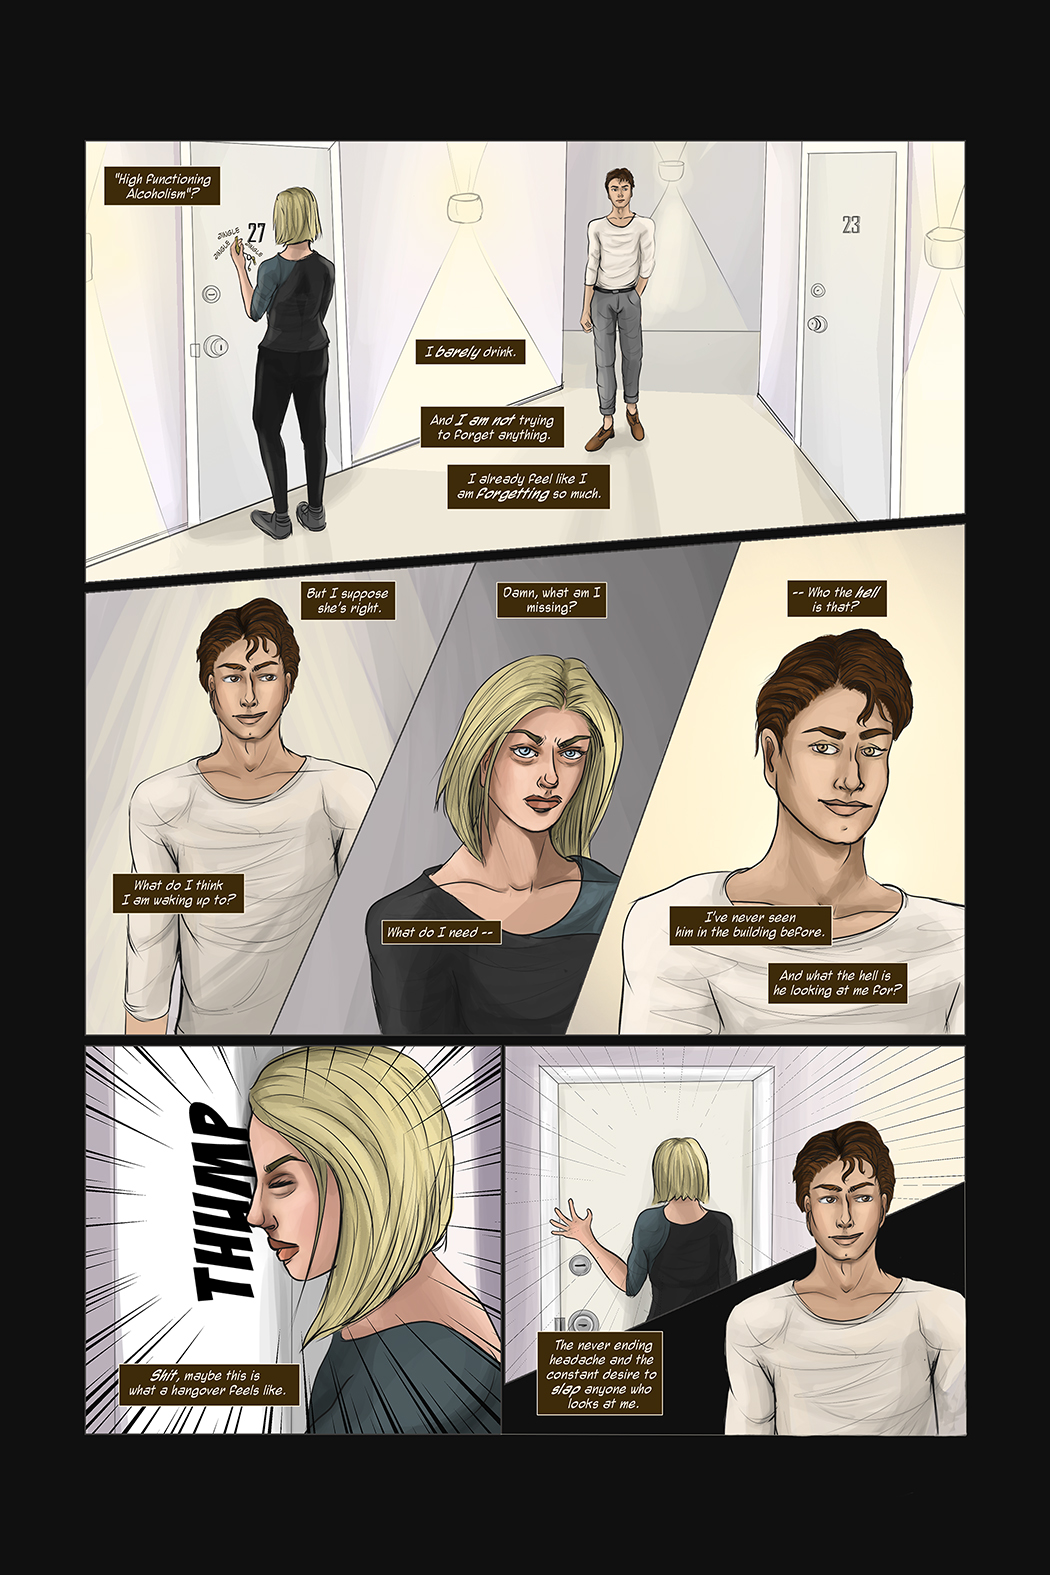 "High Functioning
Alcoholism"?
JINGLE
JINGLE
JINGLE
27
23
I barely drink.
And I am not trying
to forget anything.
I already feel like I
am forgetting so much.
But I suppose
she's right.
What do I think
I am waking up to?
Damn, what am I
missing?
What do I need --
-- Who the hell
is that?
I've never seen
him in the building before.
And what the hell is
he looking at me for?
THUMP
Shit, maybe this is
what a hangover feels like.
The never ending
headache and the
constant desire to
slap anyone who
looks at me.